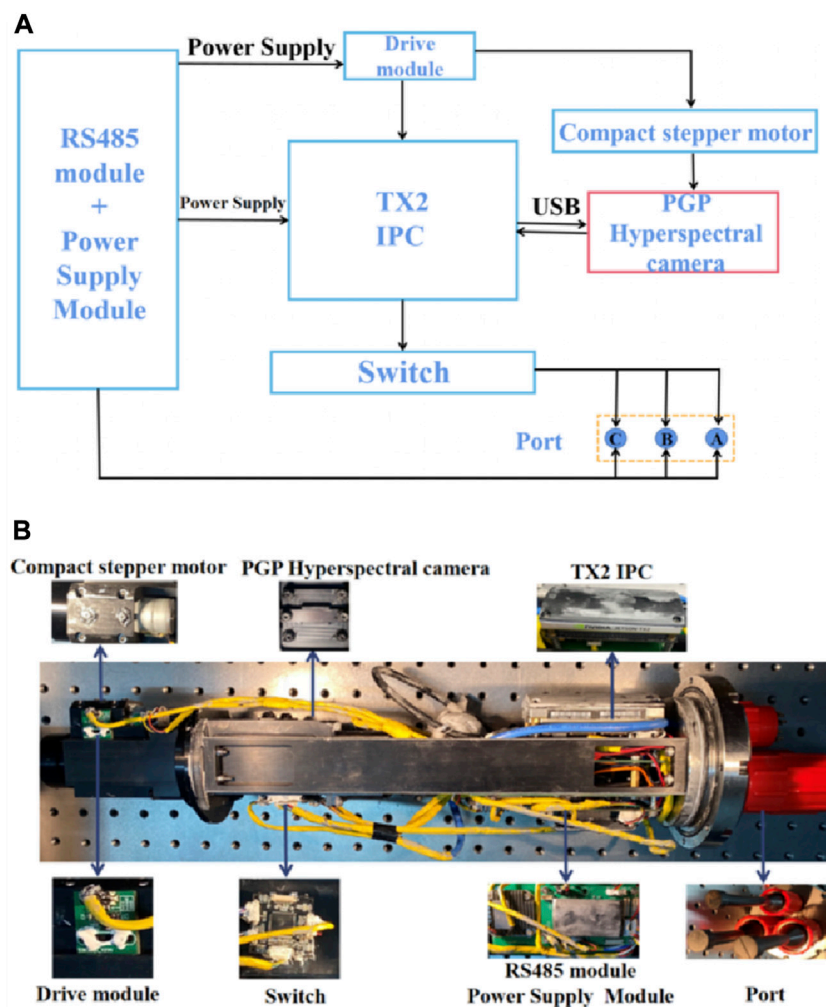 A
Power Supply
Drive
module
RS485
module
+
Power
Supply
Module
Compact stepper motor
Power Supply
TX2
IPC
USB
PGP
Hyperspectral
camera
Switch
Port
C B A
B
Compact stepper motor
PGP Hyperspectral camera
TX2 IPC
Drive module
Switch
RS485 module
Power Supply Module
Port